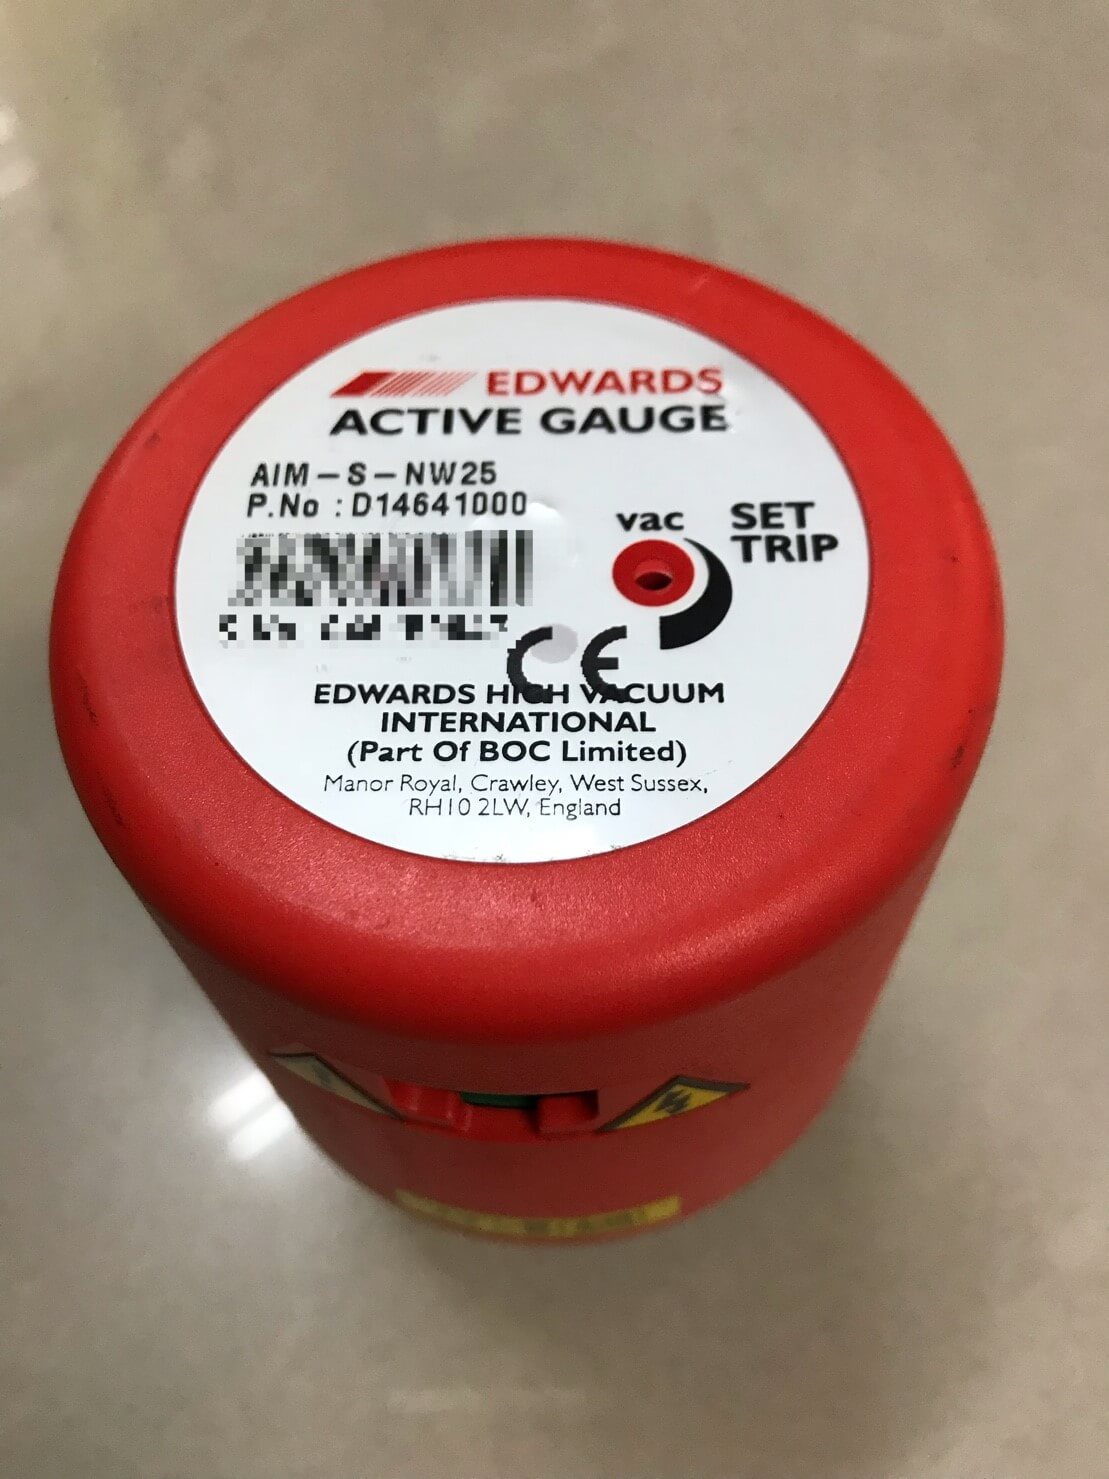 EDWARDS
ACTIVE GAUGE
AIM-S-NW25
P.No : D14641000
vac
SET
TRIP
CE
EDWARDS HIGH VACUUM
INTERNATIONAL
(Part Of BOC Limited)
Manor Royal, Crawley, West Sussex,
RH10 2LW, England